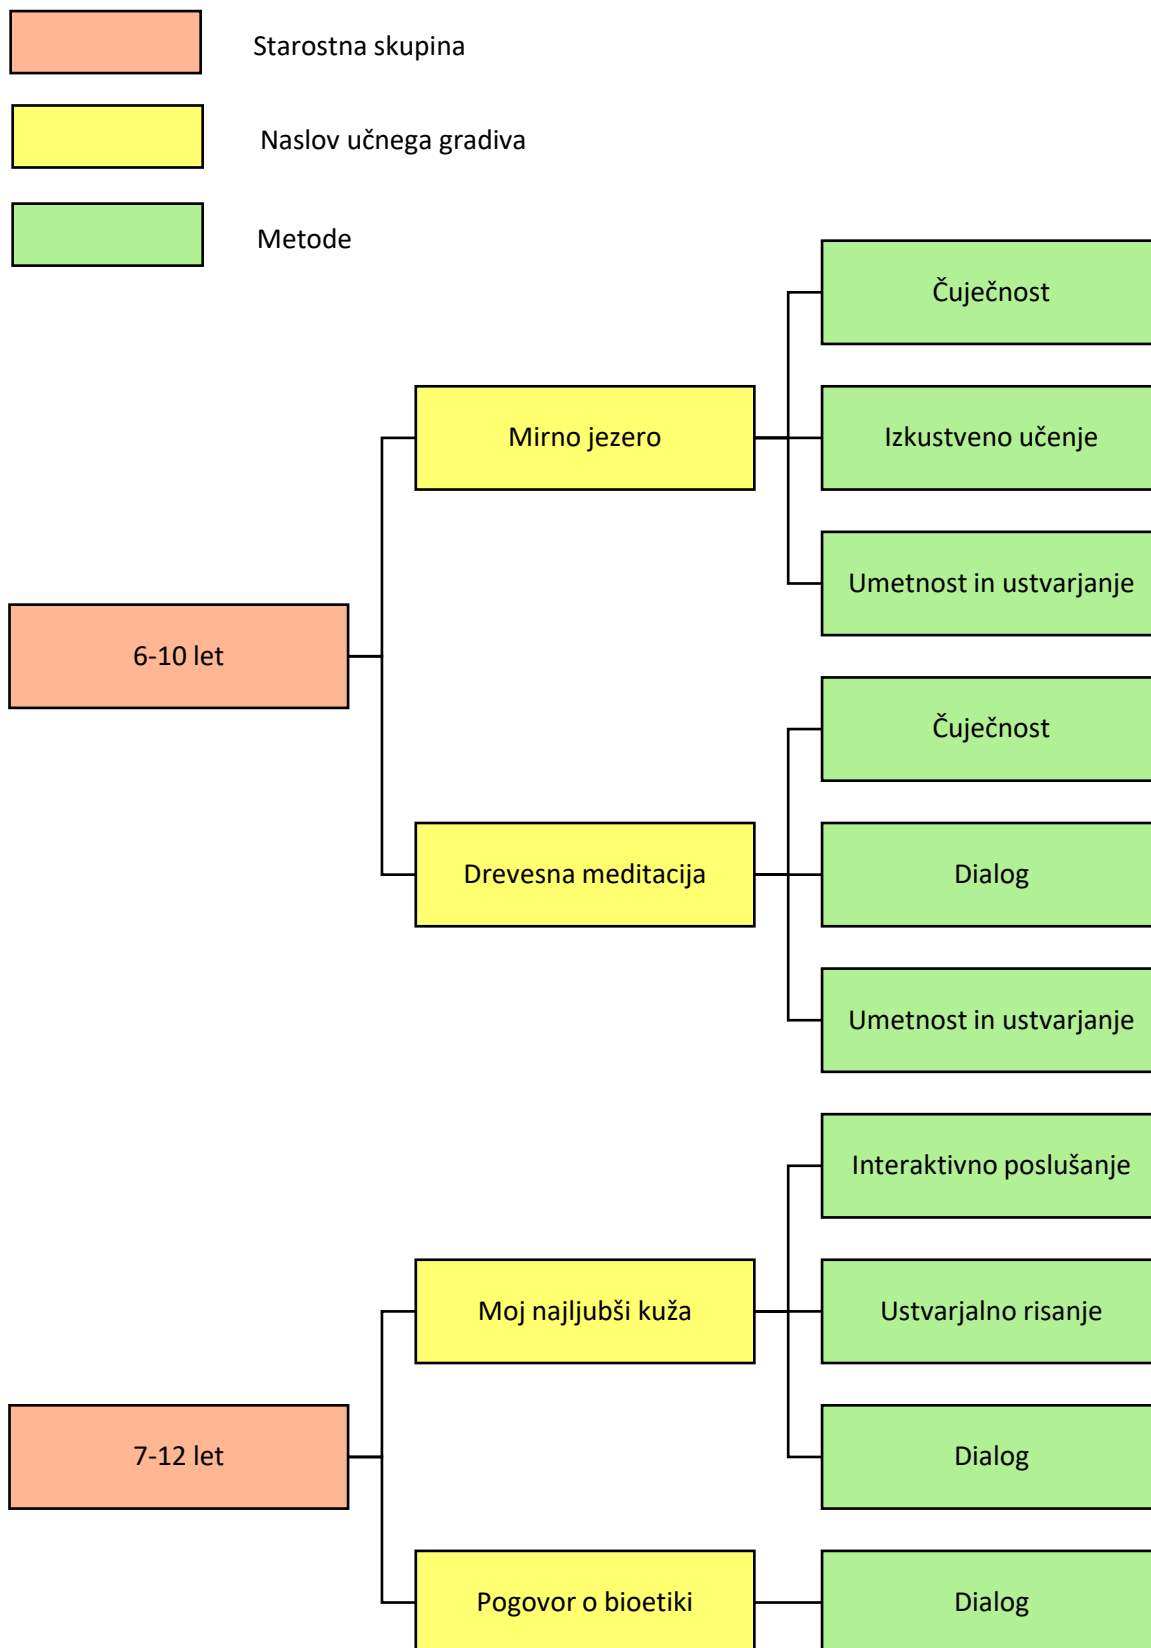 Starostna skupina
Naslov učnega gradiva
Metode
6-10 let
Mirno jezero
Čuječnost
Izkustveno učenje
Umetnost in ustvarjanje
Drevesna meditacija
Čuječnost
Dialog
Umetnost in ustvarjanje
7-12 let
Moj najljubši kuža
Interaktivno poslušanje
Ustvarjalno risanje
Dialog
Pogovor o bioetiki
Dialog